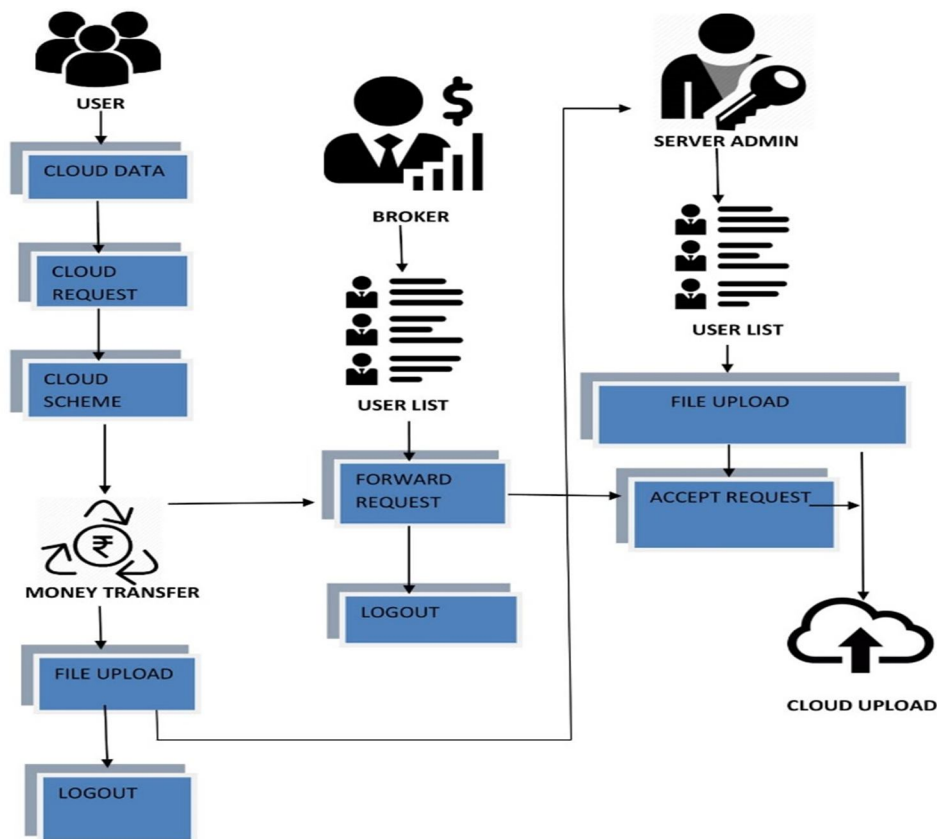 USER
CLOUD DATA
CLOUD
REQUEST
CLOUD
SCHEME
₹
MONEY TRANSFER
FILE UPLOAD
LOGOUT
$
BROKER
USER LIST
FORWARD
REQUEST
LOGOUT
SERVER ADMIN
USER LIST
FILE UPLOAD
ACCEPT REQUEST
CLOUD UPLOAD